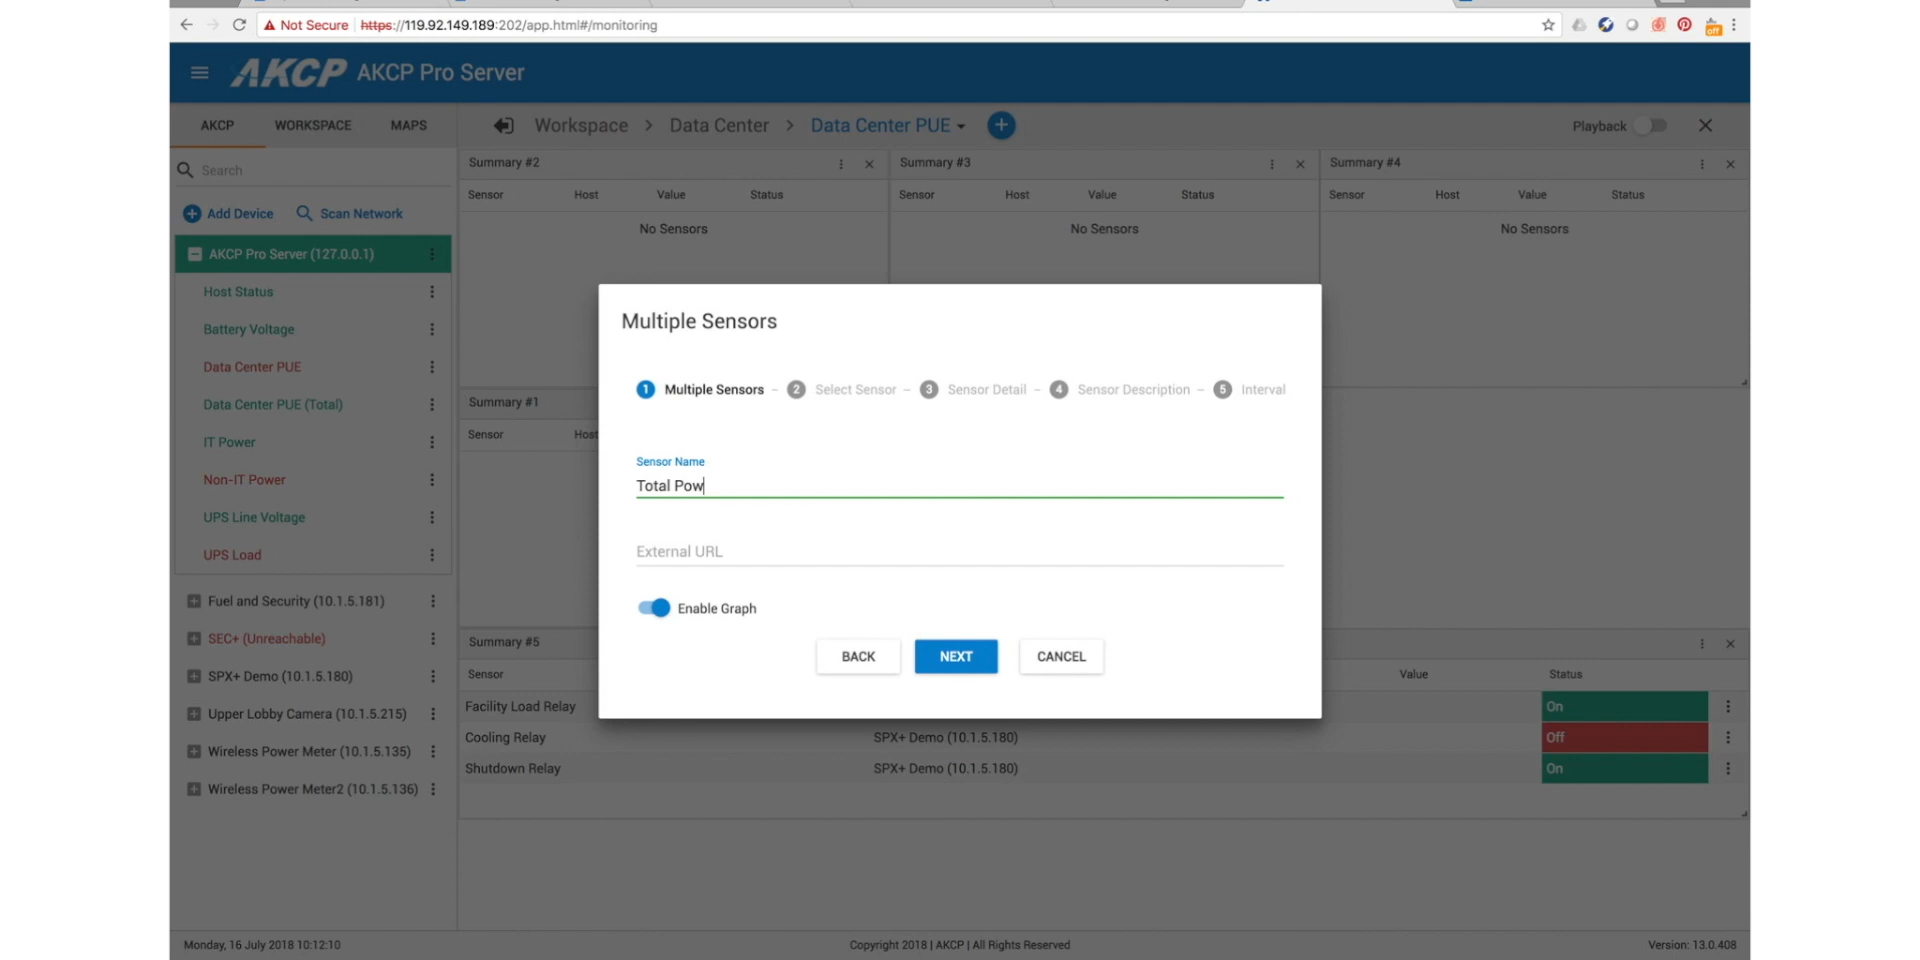 Not Secure https://119.92.149.189:202/app.html#/monitoring
off
AKCP AKCP Pro Server
AKCP WORKSPACE MAPS
Workspace > Data Center > Data Center PUE
Playback
Search
Add Device Scan Network
AKCP Pro Server (127.0.0.1)
Host Status
Battery Voltage
Data Center PUE
Data Center PUE (Total)
IT Power
Non-IT Power
UPS Line Voltage
UPS Load
Fuel and Security (10.1.5.181)
SEC+ (Unreachable)
SPX+ Demo (10.1.5.180)
Upper Lobby Camera (10.1.5.215)
Wireless Power Meter (10.1.5.135)
Wireless Power Meter2 (10.1.5.136)
Summary #2
Sensor Host Value Status
No Sensors
Summary #3
Sensor Host Value Status
No Sensors
Summary #4
Sensor Host Value Status
No Sensors
Summary #1
Sensor Host
Multiple Sensors
1 Multiple Sensors - 2 Select Sensor - 3 Sensor Detail - 4 Sensor Description - 5 Interval
Sensor Name
Total Pow
External URL
Enable Graph
BACK NEXT CANCEL
Summary #5
Sensor Value Status
Facility Load Relay On
Cooling Relay SPX+ Demo (10.1.5.180) Off
Shutdown Relay SPX+ Demo (10.1.5.180) On
Monday, 16 July 2018 10:12:10 Copyright 2018 | AKCP | All Rights Reserved Version: 13.0.408